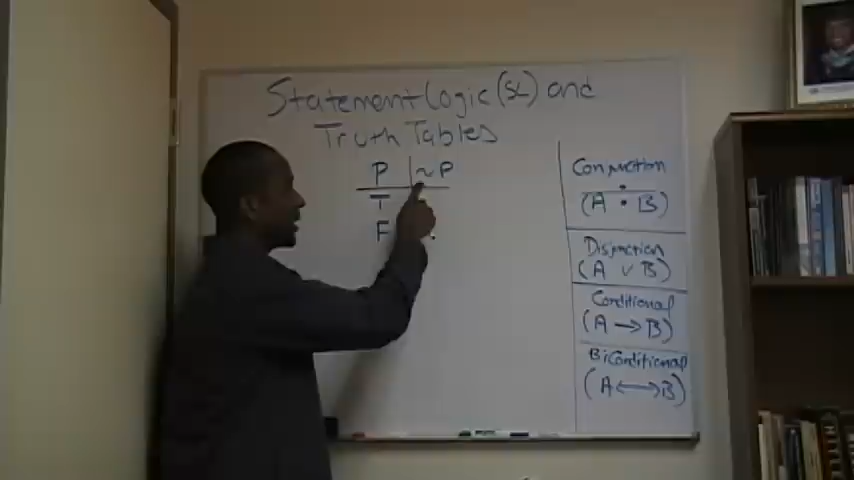 Statement Logic (SL) and
Truth Tables
P ~P
T
F
Conjunction
(A • B)
Disjunction
(A v B)
Conditional
(A → B)
BiConditional
(A ↔ B)